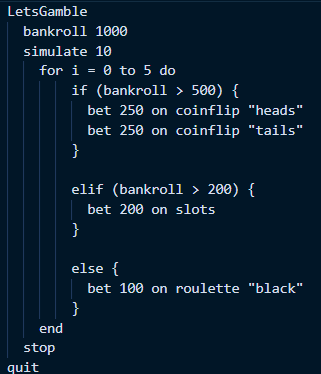 LetsGamble
bankroll 1000
simulate 10
for i = 0 to 5 do
if (bankroll > 500) {
bet 250 on coinflip "heads"
bet 250 on coinflip "tails"
}
elif (bankroll > 200) {
bet 200 on slots
}
else {
bet 100 on roulette "black"
}
end
stop
quit